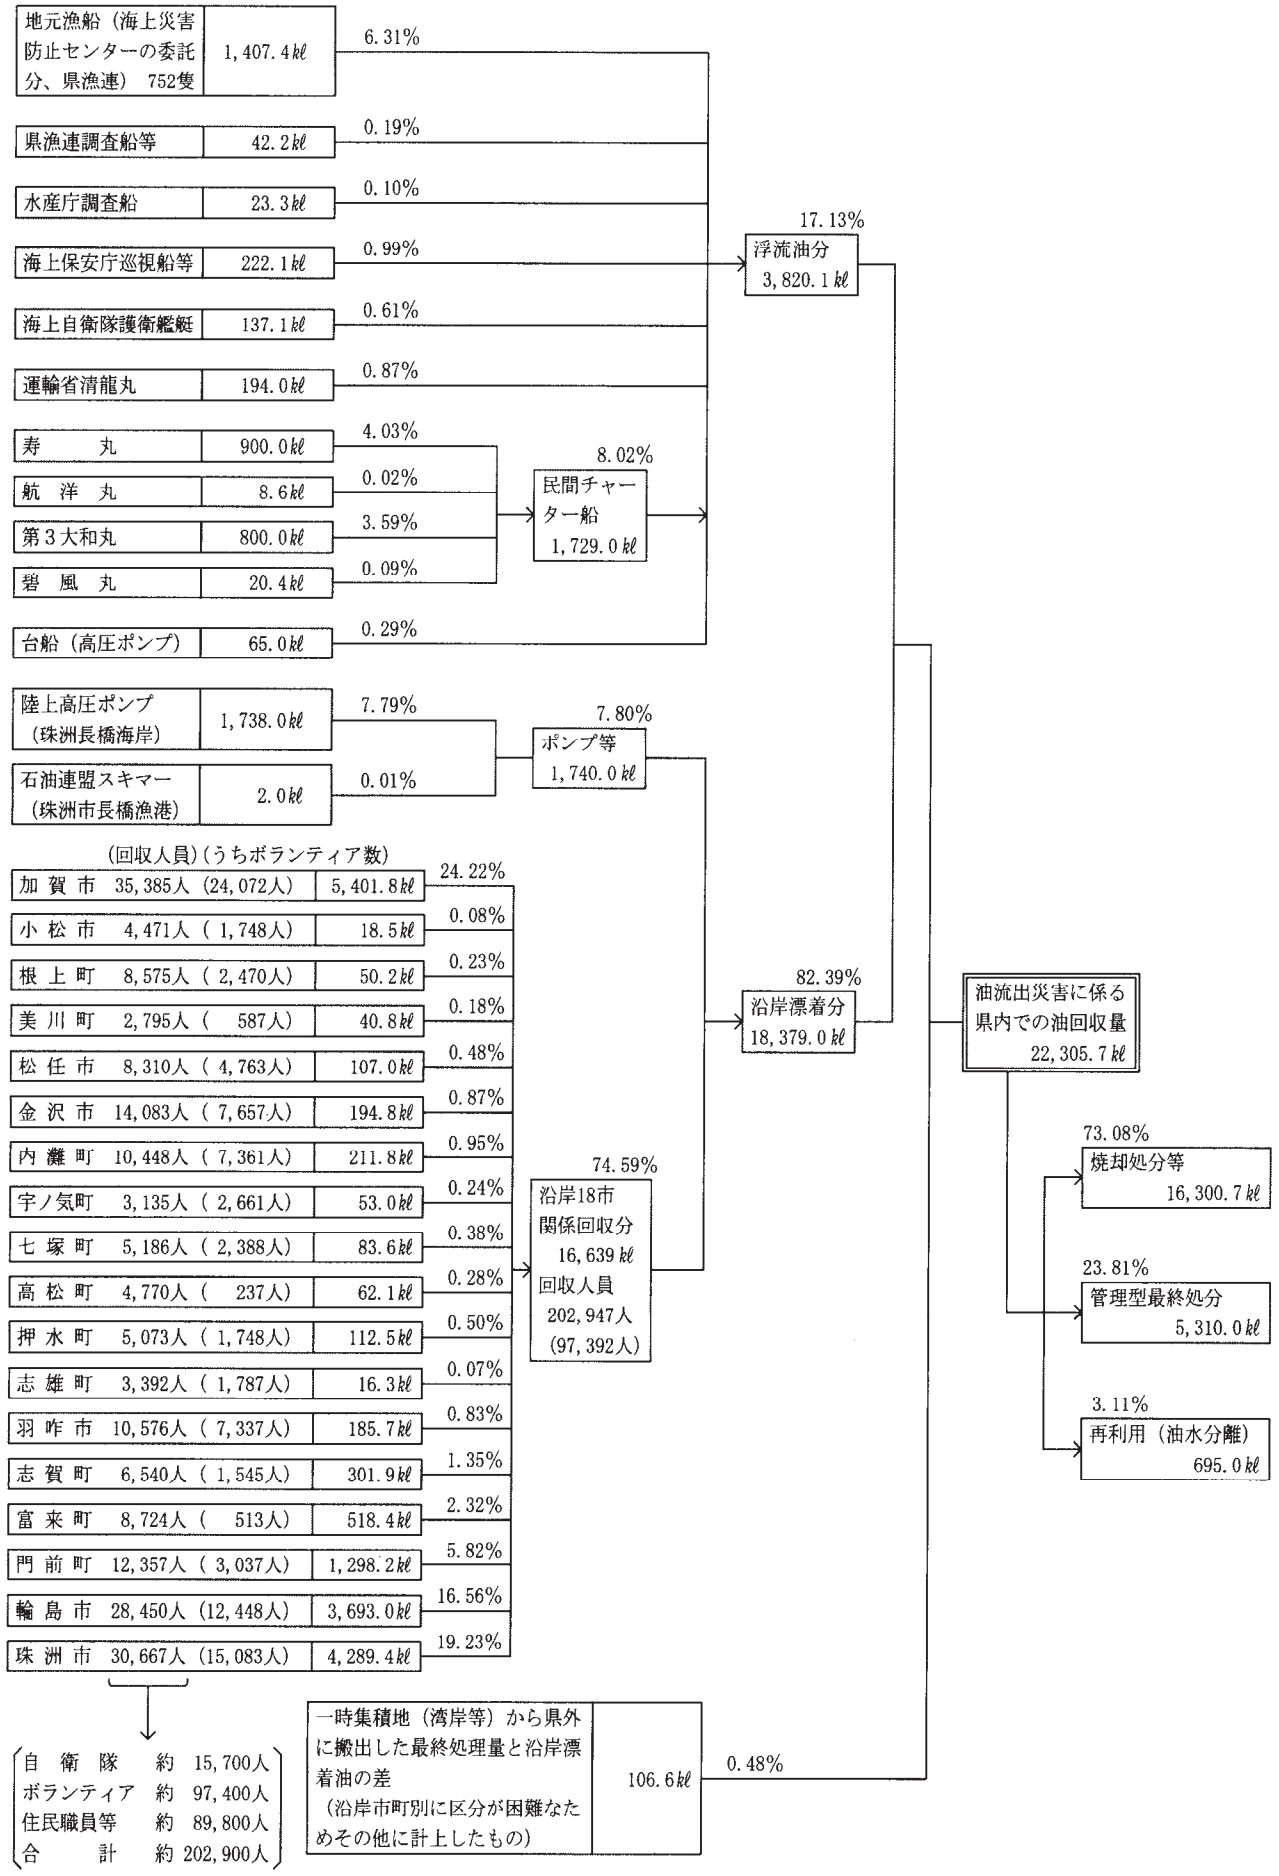 地元漁船（海上災害
防止センターの委託
分、県漁連） 752隻
1,407.4㎘
6.31%
県漁連調査船等 42.2㎘ 0.19%
水産庁調査船 23.3㎘ 0.10%
海上保安庁巡視船等 222.1㎘ 0.99%
海上自衛隊護衛艦艇 137.1㎘ 0.61%
運輸省清龍丸 194.0㎘ 0.87%
寿丸 900.0㎘ 4.03%
航洋丸 8.6㎘ 0.02%
第３大和丸 800.0㎘ 3.59%
碧風丸 20.4㎘ 0.09%
8.02%
民間チャー
ター船
1,729.0㎘
台船（高圧ポンプ） 65.0㎘ 0.29%
17.13%
浮流油分
3,820.1㎘
陸上高圧ポンプ
（珠洲長橋海岸）
1,738.0㎘
7.79%
石油連盟スキマー
（珠洲市長橋漁港）
2.0㎘
0.01%
7.80%
ポンプ等
1,740.0㎘
(回収人員)(うちボランティア数)
加賀市 35,385人 (24,072人) 5,401.8㎘ 24.22%
小松市 4,471人 ( 1,748人) 18.5㎘ 0.08%
根上町 8,575人 ( 2,470人) 50.2㎘ 0.23%
美川町 2,795人 ( 587人) 40.8㎘ 0.18%
松任市 8,310人 ( 4,763人) 107.0㎘ 0.48%
金沢市 14,083人 ( 7,657人) 194.8㎘ 0.87%
内灘町 10,448人 ( 7,361人) 211.8㎘ 0.95%
宇ノ気町 3,135人 ( 2,661人) 53.0㎘ 0.24%
七塚町 5,186人 ( 2,388人) 83.6㎘ 0.38%
高松町 4,770人 ( 237人) 62.1㎘ 0.28%
押水町 5,073人 ( 1,748人) 112.5㎘ 0.50%
志雄町 3,392人 ( 1,787人) 16.3㎘ 0.07%
羽咋市 10,576人 ( 7,337人) 185.7㎘ 0.83%
志賀町 6,540人 ( 1,545人) 301.9㎘ 1.35%
富来町 8,724人 ( 513人) 518.4㎘ 2.32%
門前町 12,357人 ( 3,037人) 1,298.2㎘ 5.82%
輪島市 28,450人 (12,448人) 3,693.0㎘ 16.56%
珠洲市 30,667人 (15,083人) 4,289.4㎘ 19.23%
74.59%
沿岸18市
関係回収分
16,639㎘
回収人員
202,947人
(97,392人)
82.39%
沿岸漂着分
18,379.0㎘
自衛隊 約 15,700人
ボランティア 約 97,400人
住民職員等 約 89,800人
合計 約 202,900人
一時集積地（湾岸等）から県外
に搬出した最終処理量と沿岸漂
着油の差
（沿岸市町別に区分が困難なた
めその他に計上したもの）
106.6㎘
0.48%
油流出災害に係る
県内での油回収量
22,305.7㎘
73.08%
焼却処分等
16,300.7㎘
23.81%
管理型最終処分
5,310.0㎘
3.11%
再利用（油水分離）
695.0㎘